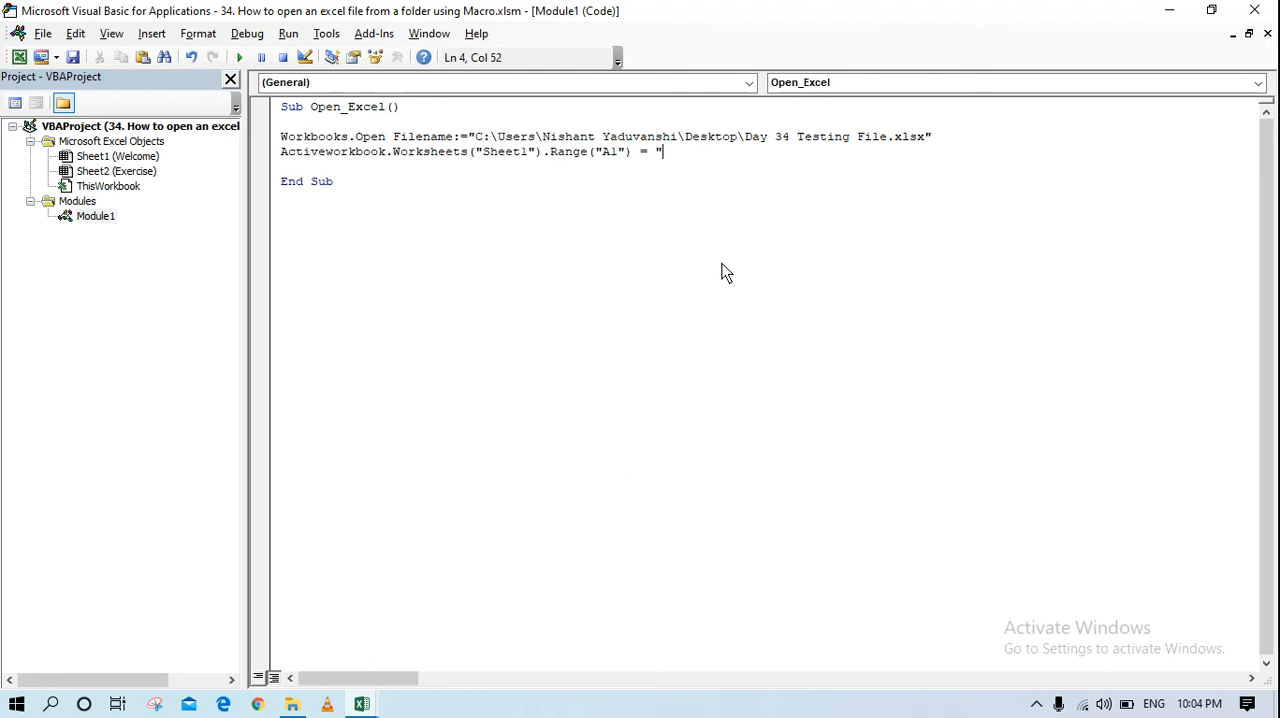 Microsoft Visual Basic for Applications - 34. How to open an excel file from a folder using Macro.xlsm - [Module1 (Code)]
File Edit View Insert Format Debug Run Tools Add-Ins Window Help
Ln 4, Col 52
Project - VBAProject
(General) Open_Excel
VBAProject (34. How to open an excel
Microsoft Excel Objects
Sheet1 (Welcome)
Sheet2 (Exercise)
ThisWorkbook
Modules
Module1
Sub Open_Excel()
Workbooks.Open Filename:="C:\Users\Nishant Yaduvanshi\Desktop\Day 34 Testing File.xlsx"
Activeworkbook.Worksheets("Sheet1").Range("A1") = "
End Sub
Activate Windows
Go to Settings to activate Windows.
ENG 10:04 PM